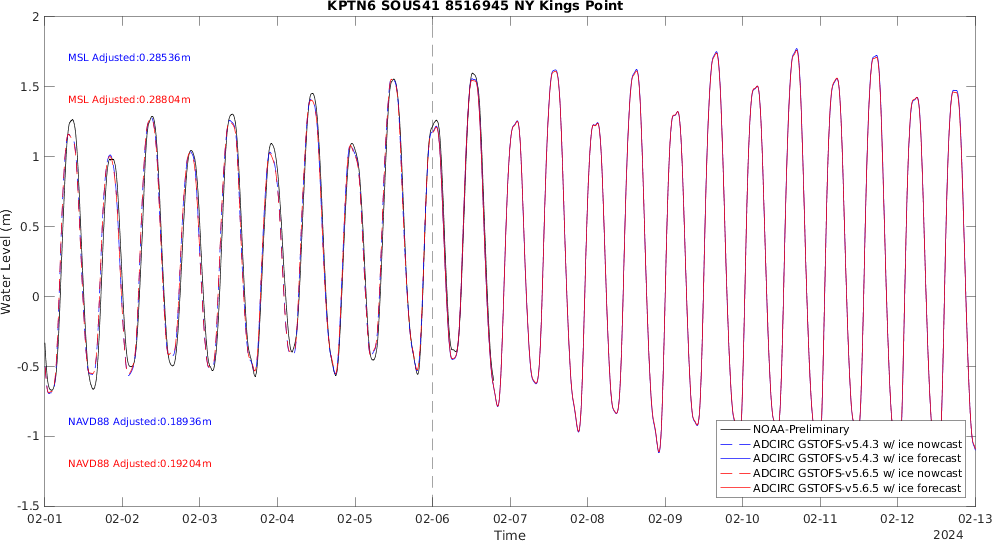 KPTN6 SOUS41 8516945 NY Kings Point
MSL Adjusted:0.28536m
MSL Adjusted:0.28804m
NAVD88 Adjusted:0.18936m
NAVD88 Adjusted:0.19204m
Water Level (m)
2
1.5
1
0.5
0
-0.5
-1
-1.5
NOAA-Preliminary
ADCIRC GSTOFS-v5.4.3 w/ ice nowcast
ADCIRC GSTOFS-v5.4.3 w/ ice forecast
ADCIRC GSTOFS-v5.6.5 w/ ice nowcast
ADCIRC GSTOFS-v5.6.5 w/ ice forecast
02-01 02-02 02-03 02-04 02-05 02-06 02-07 02-08 02-09 02-10 02-11 02-12 02-13
Time
2024